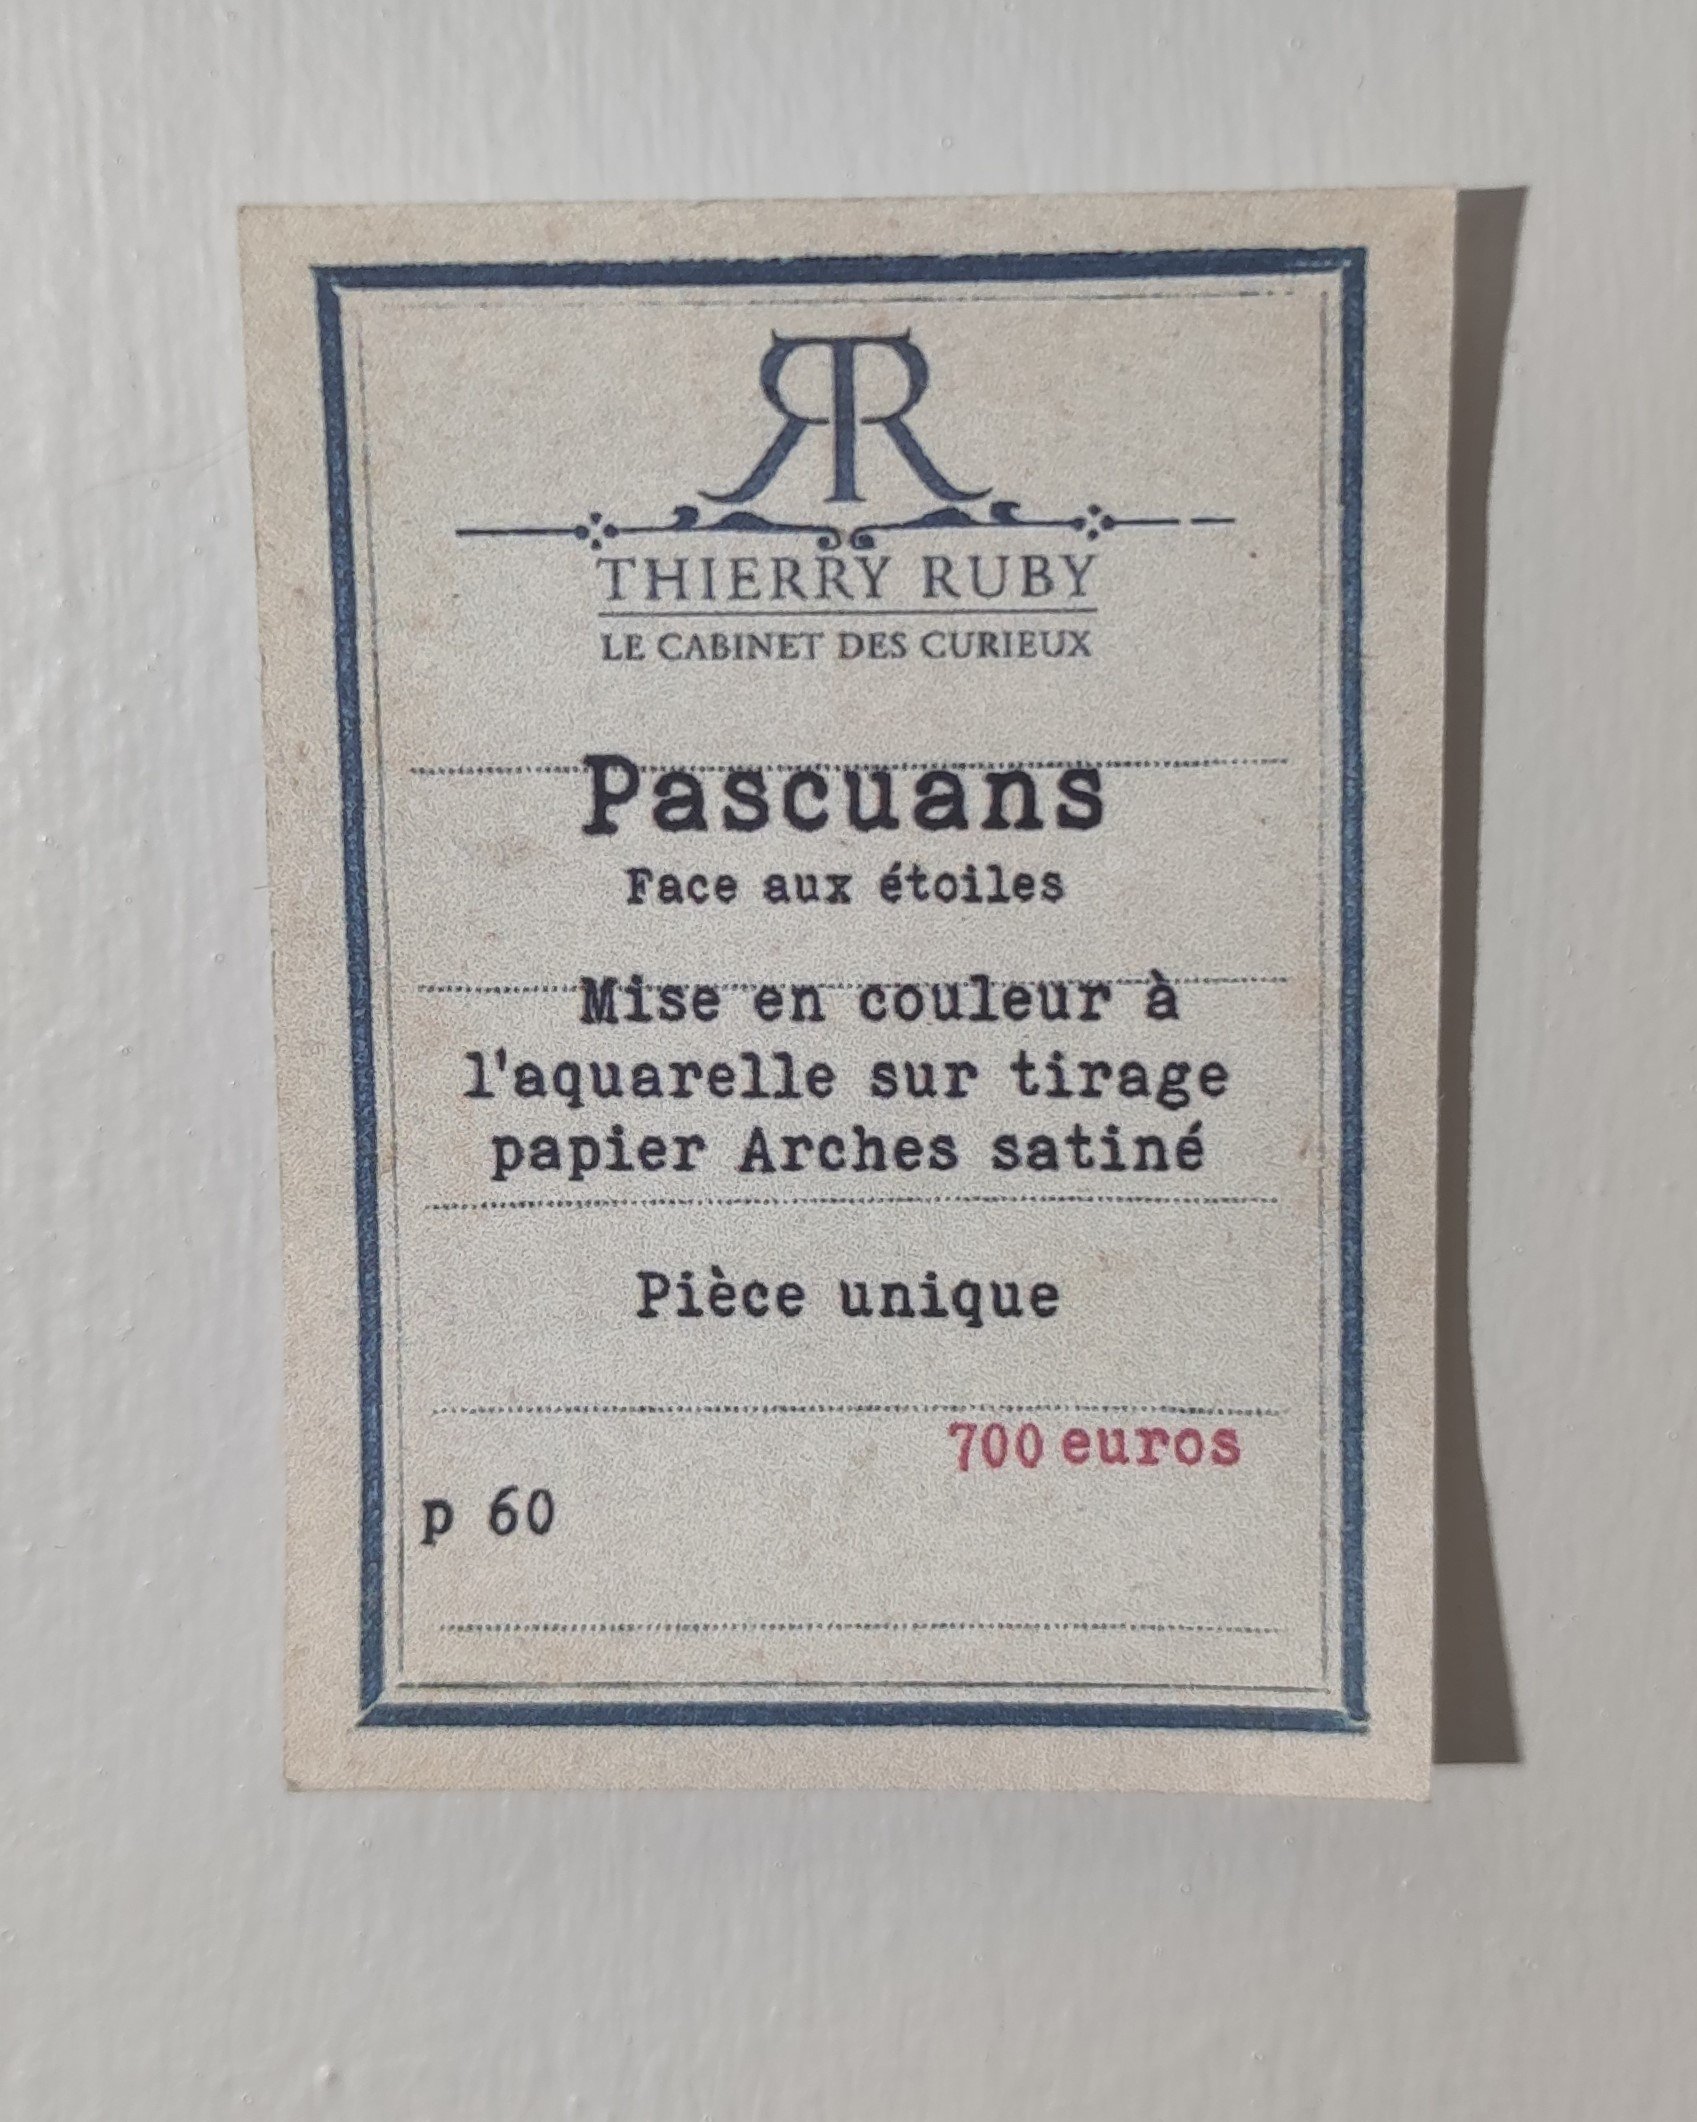 THIERRY RUBY
LE CABINET DES CURIEUX
Pascuans
Face aux étoiles
Mise en couleur à
l'aquarelle sur tirage
papier Arches satiné
Pièce unique
700 euros
p 60